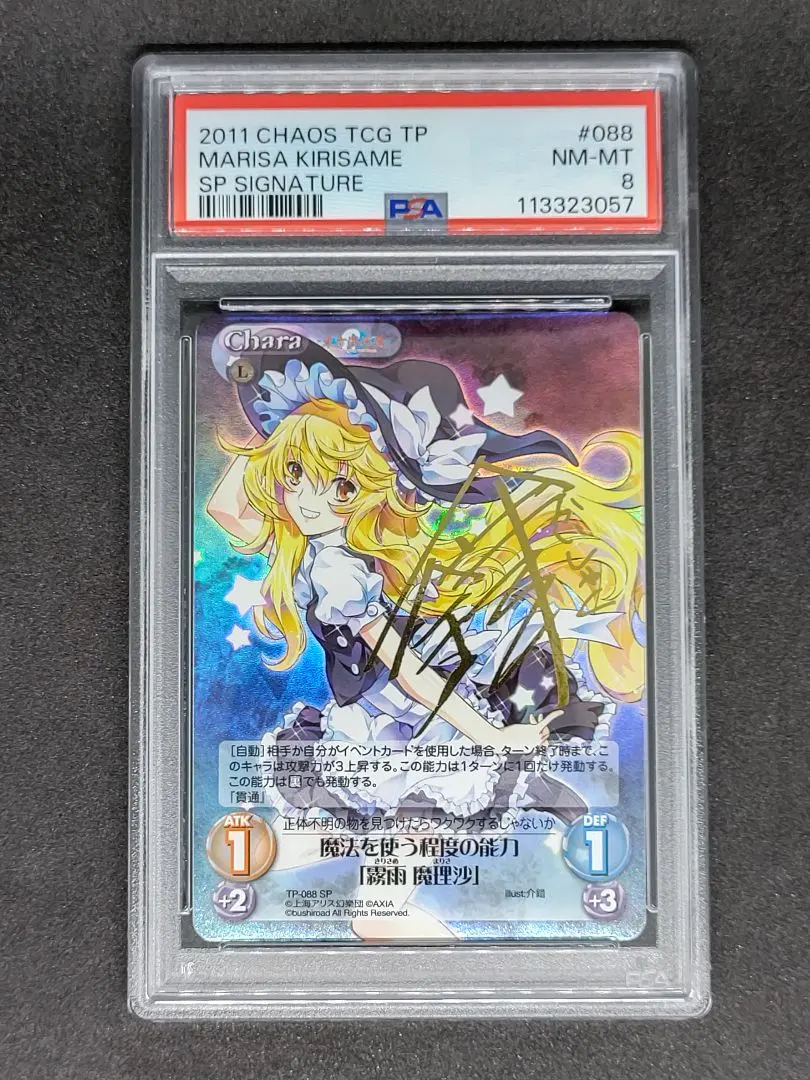 2011 CHAOS TCG TP #088
MARISA KIRISAME NM-MT
SP SIGNATURE 8
PSA 113323057
Chara
L
[自動]相手か自分がイベントカードを使用した場合、ターン終了時まで、こ
のキャラは攻撃力が3上昇する。この能力は1ターンに1回だけ発動する。
この能力は裏でも発動する。
「貫通」
ATK 1
正体不明の物を見つけたらワクワクするじゃないか
DEF 1
魔法を使う程度の能力
きりさめ まりさ
「霧雨 魔理沙」
+2
+3
TP-088 SP Illust:介錯
©上海アリス幻樂団 ©AXIA
©bushiroad All Rights Reserved.
PSA